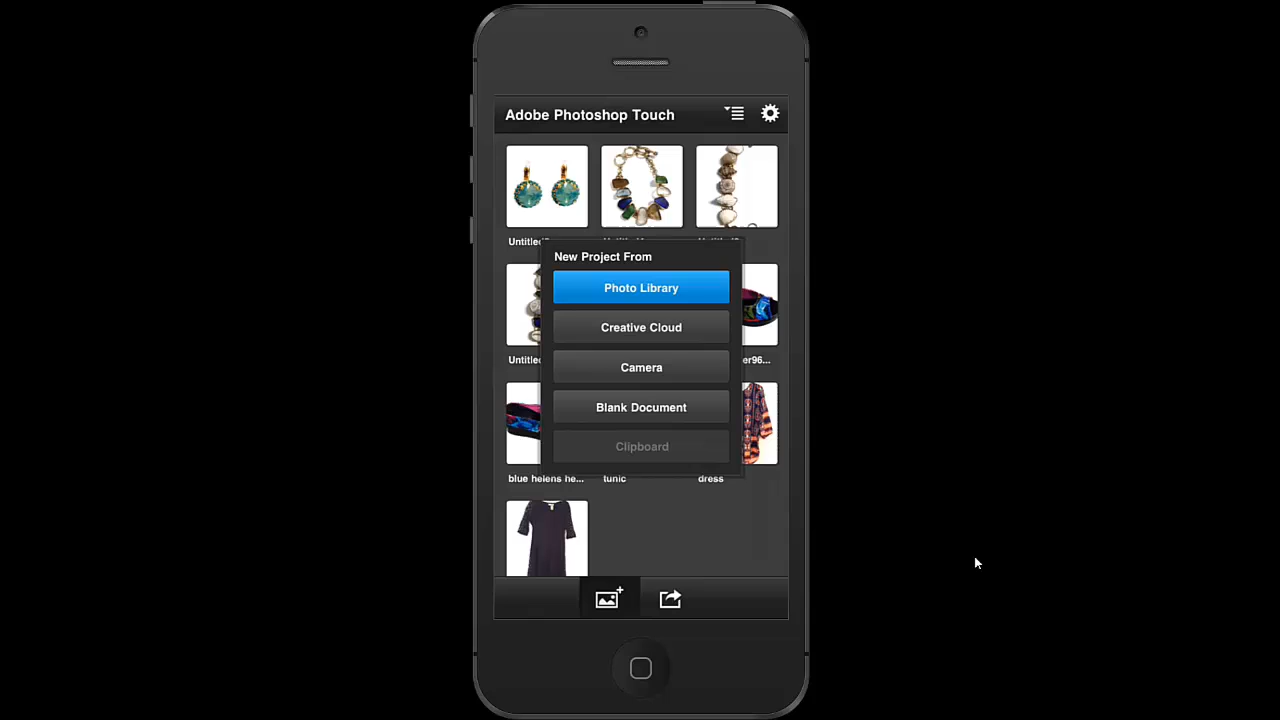 Adobe Photoshop Touch
New Project From
Photo Library
Creative Cloud
Camera
Blank Document
Clipboard
blue helens he...
tunic
dress